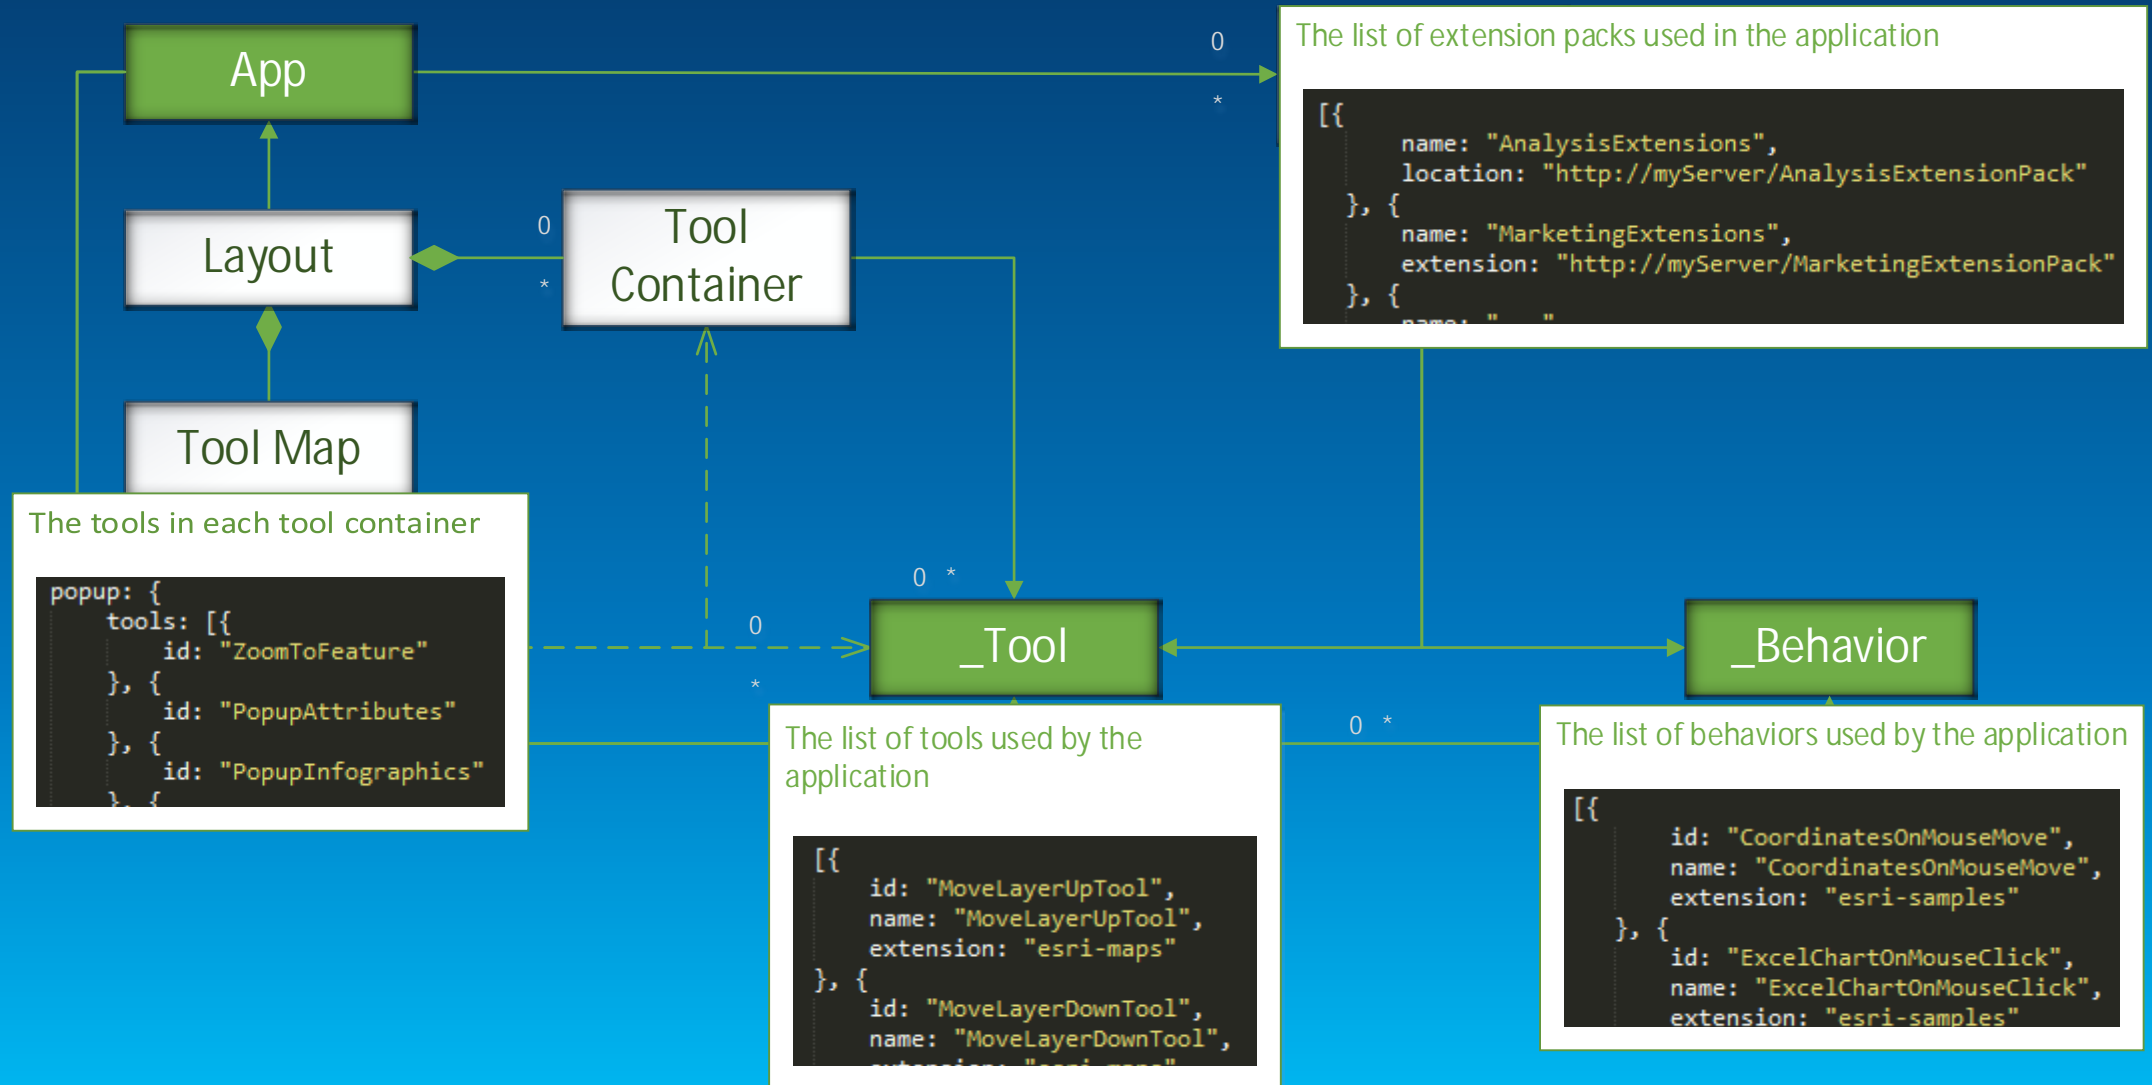 App
0
*
The list of extension packs used in the application
[{
name: "AnalysisExtensions",
location: "http://myServer/AnalysisExtensionPack"
}, {
name: "MarketingExtensions",
extension: "http://myServer/MarketingExtensionPack"
}, {
name: "
Layout
0
*
Tool
Container
Tool Map
The tools in each tool container
popup: {
tools: [{
id: "ZoomToFeature"
}, {
id: "PopupAttributes"
}, {
id: "PopupInfographics"
}, {
0 *
0
*
_Tool
_Behavior
The list of tools used by the
application
[{
id: "MoveLayerUpTool",
name: "MoveLayerUpTool",
extension: "esri-maps"
}, {
id: "MoveLayerDownTool",
name: "MoveLayerDownTool",
extension: "esri-maps"
0 *
The list of behaviors used by the application
[{
id: "CoordinatesOnMouseMove",
name: "CoordinatesOnMouseMove",
extension: "esri-samples"
}, {
id: "ExcelChartOnMouseClick",
name: "ExcelChartOnMouseClick",
extension: "esri-samples"